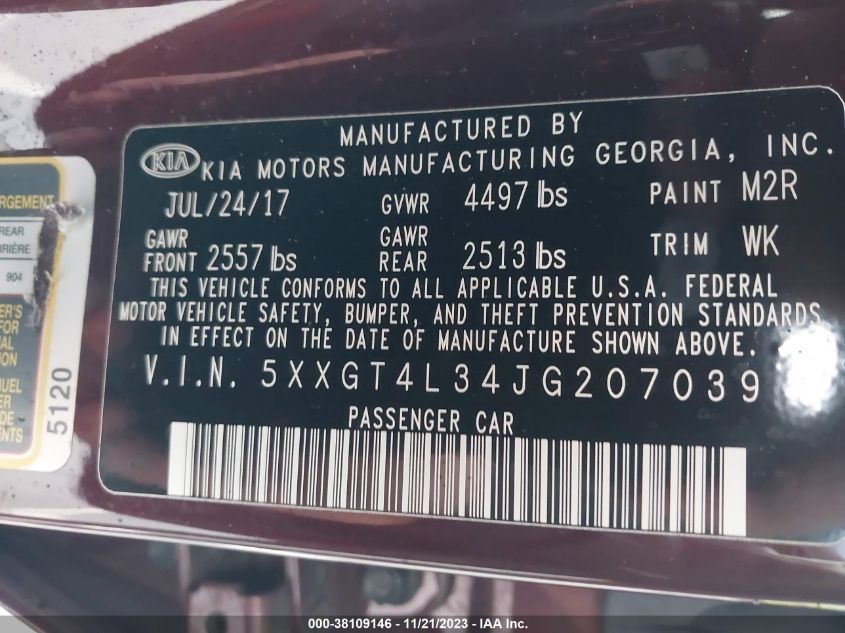 MANUFACTURED BY
KIA KIA MOTORS MANUFACTURING GEORGIA, INC.
JUL/24/17 GVWR 4497 lbs PAINT M2R
GAWR FRONT 2557 lbs GAWR REAR 2513 lbs TRIM WK
THIS VEHICLE CONFORMS TO ALL APPLICABLE U.S.A. FEDERAL
MOTOR VEHICLE SAFETY, BUMPER, AND THEFT PREVENTION STANDARDS
IN EFFECT ON THE DATE OF MANUFACTURE SHOWN ABOVE.
V.I.N. 5XXGT4L34JG207039
PASSENGER CAR
REAR
904
FOR
5120
000-38109146 - 11/21/2023 - IAA Inc.